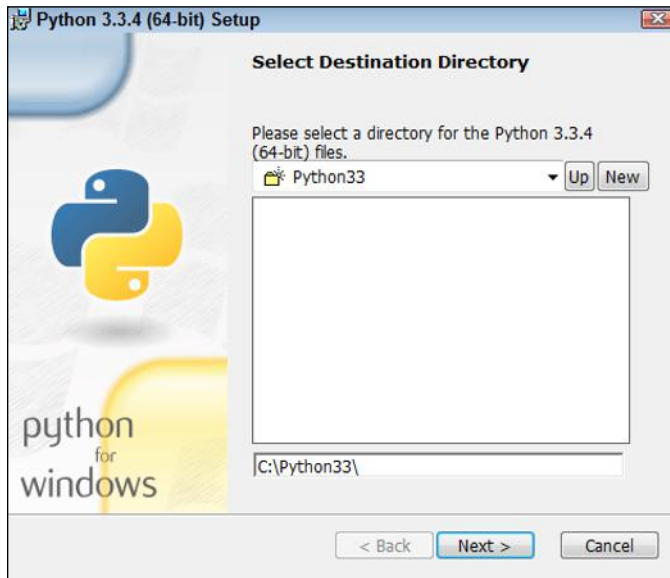 Python 3.3.4 (64-bit) Setup
Select Destination Directory
Please select a directory for the Python 3.3.4
(64-bit) files.
Python33
Up
New
C:\Python33\
python
for
windows
< Back
Next >
Cancel